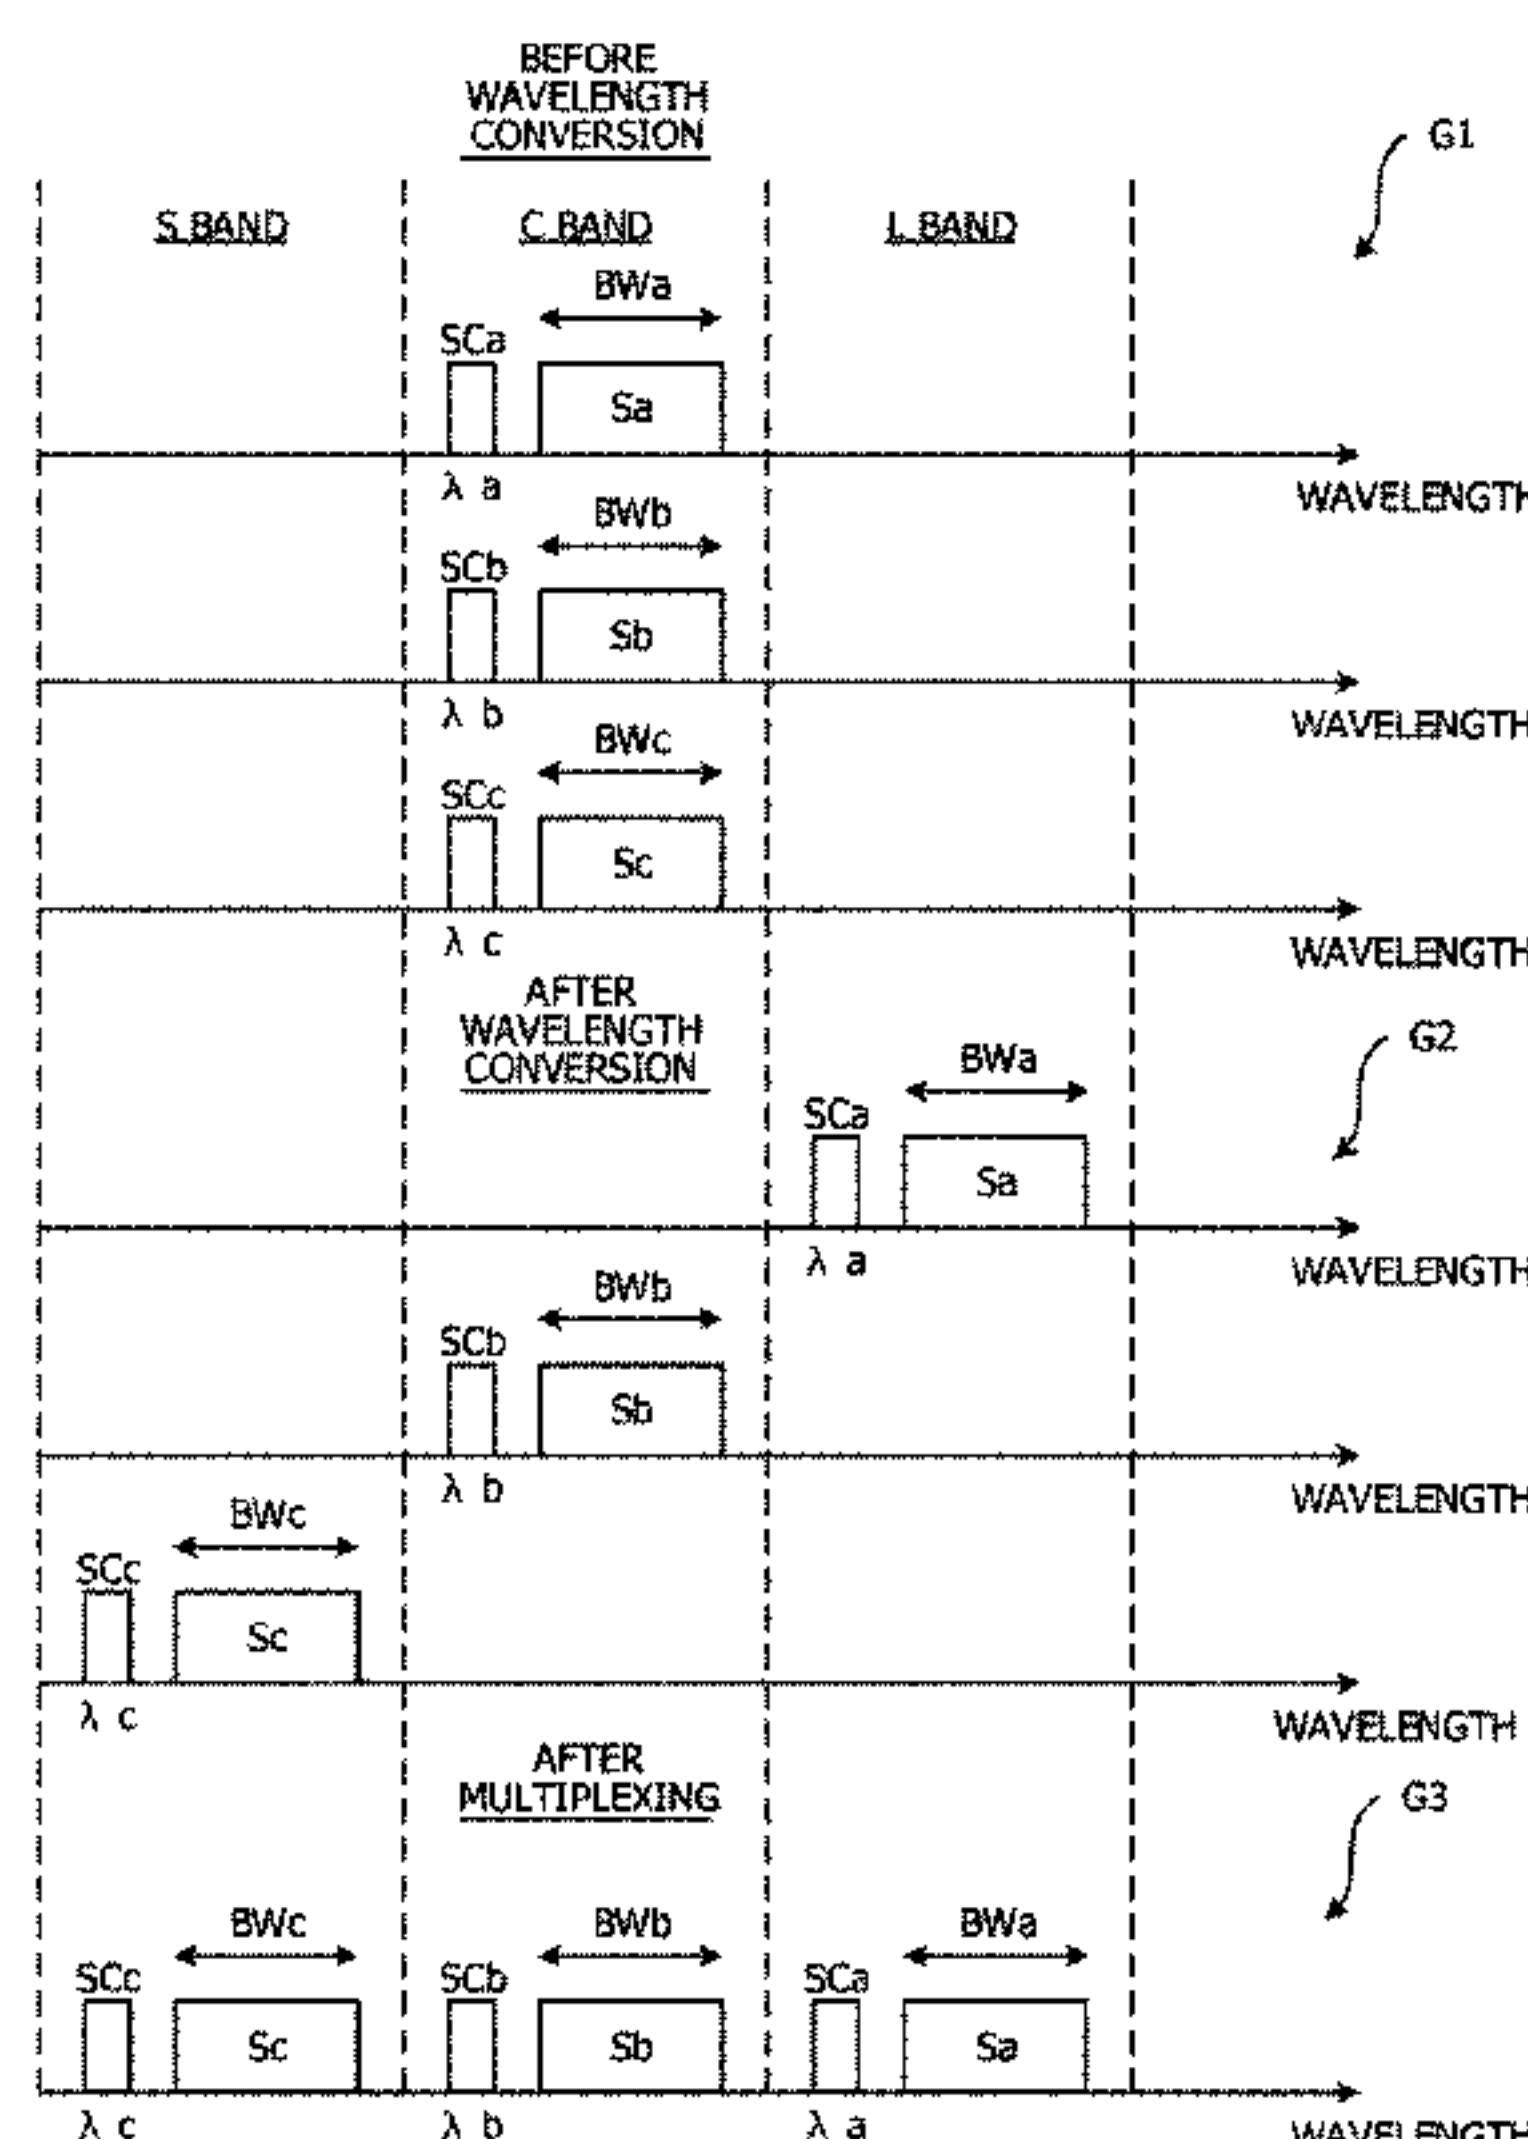 BEFORE
WAVELENGTH
CONVERSION
G1
S BAND
C BAND
L BAND
BWa
SCa
Sa
λ a
WAVELENGTH
BWb
SCb
Sb
λ b
WAVELENGTH
BWc
SCc
Sc
λ c
WAVELENGTH
AFTER
WAVELENGTH
CONVERSION
G2
BWa
SCa
Sa
λ a
WAVELENGTH
BWb
SCb
Sb
λ b
WAVELENGTH
BWc
SCc
Sc
λ c
WAVELENGTH
AFTER
MULTIPLEXING
G3
BWc
BWb
BWa
SCc
SCb
SCa
Sc
Sb
Sa
λ c
λ b
λ a
WAVELENGTH